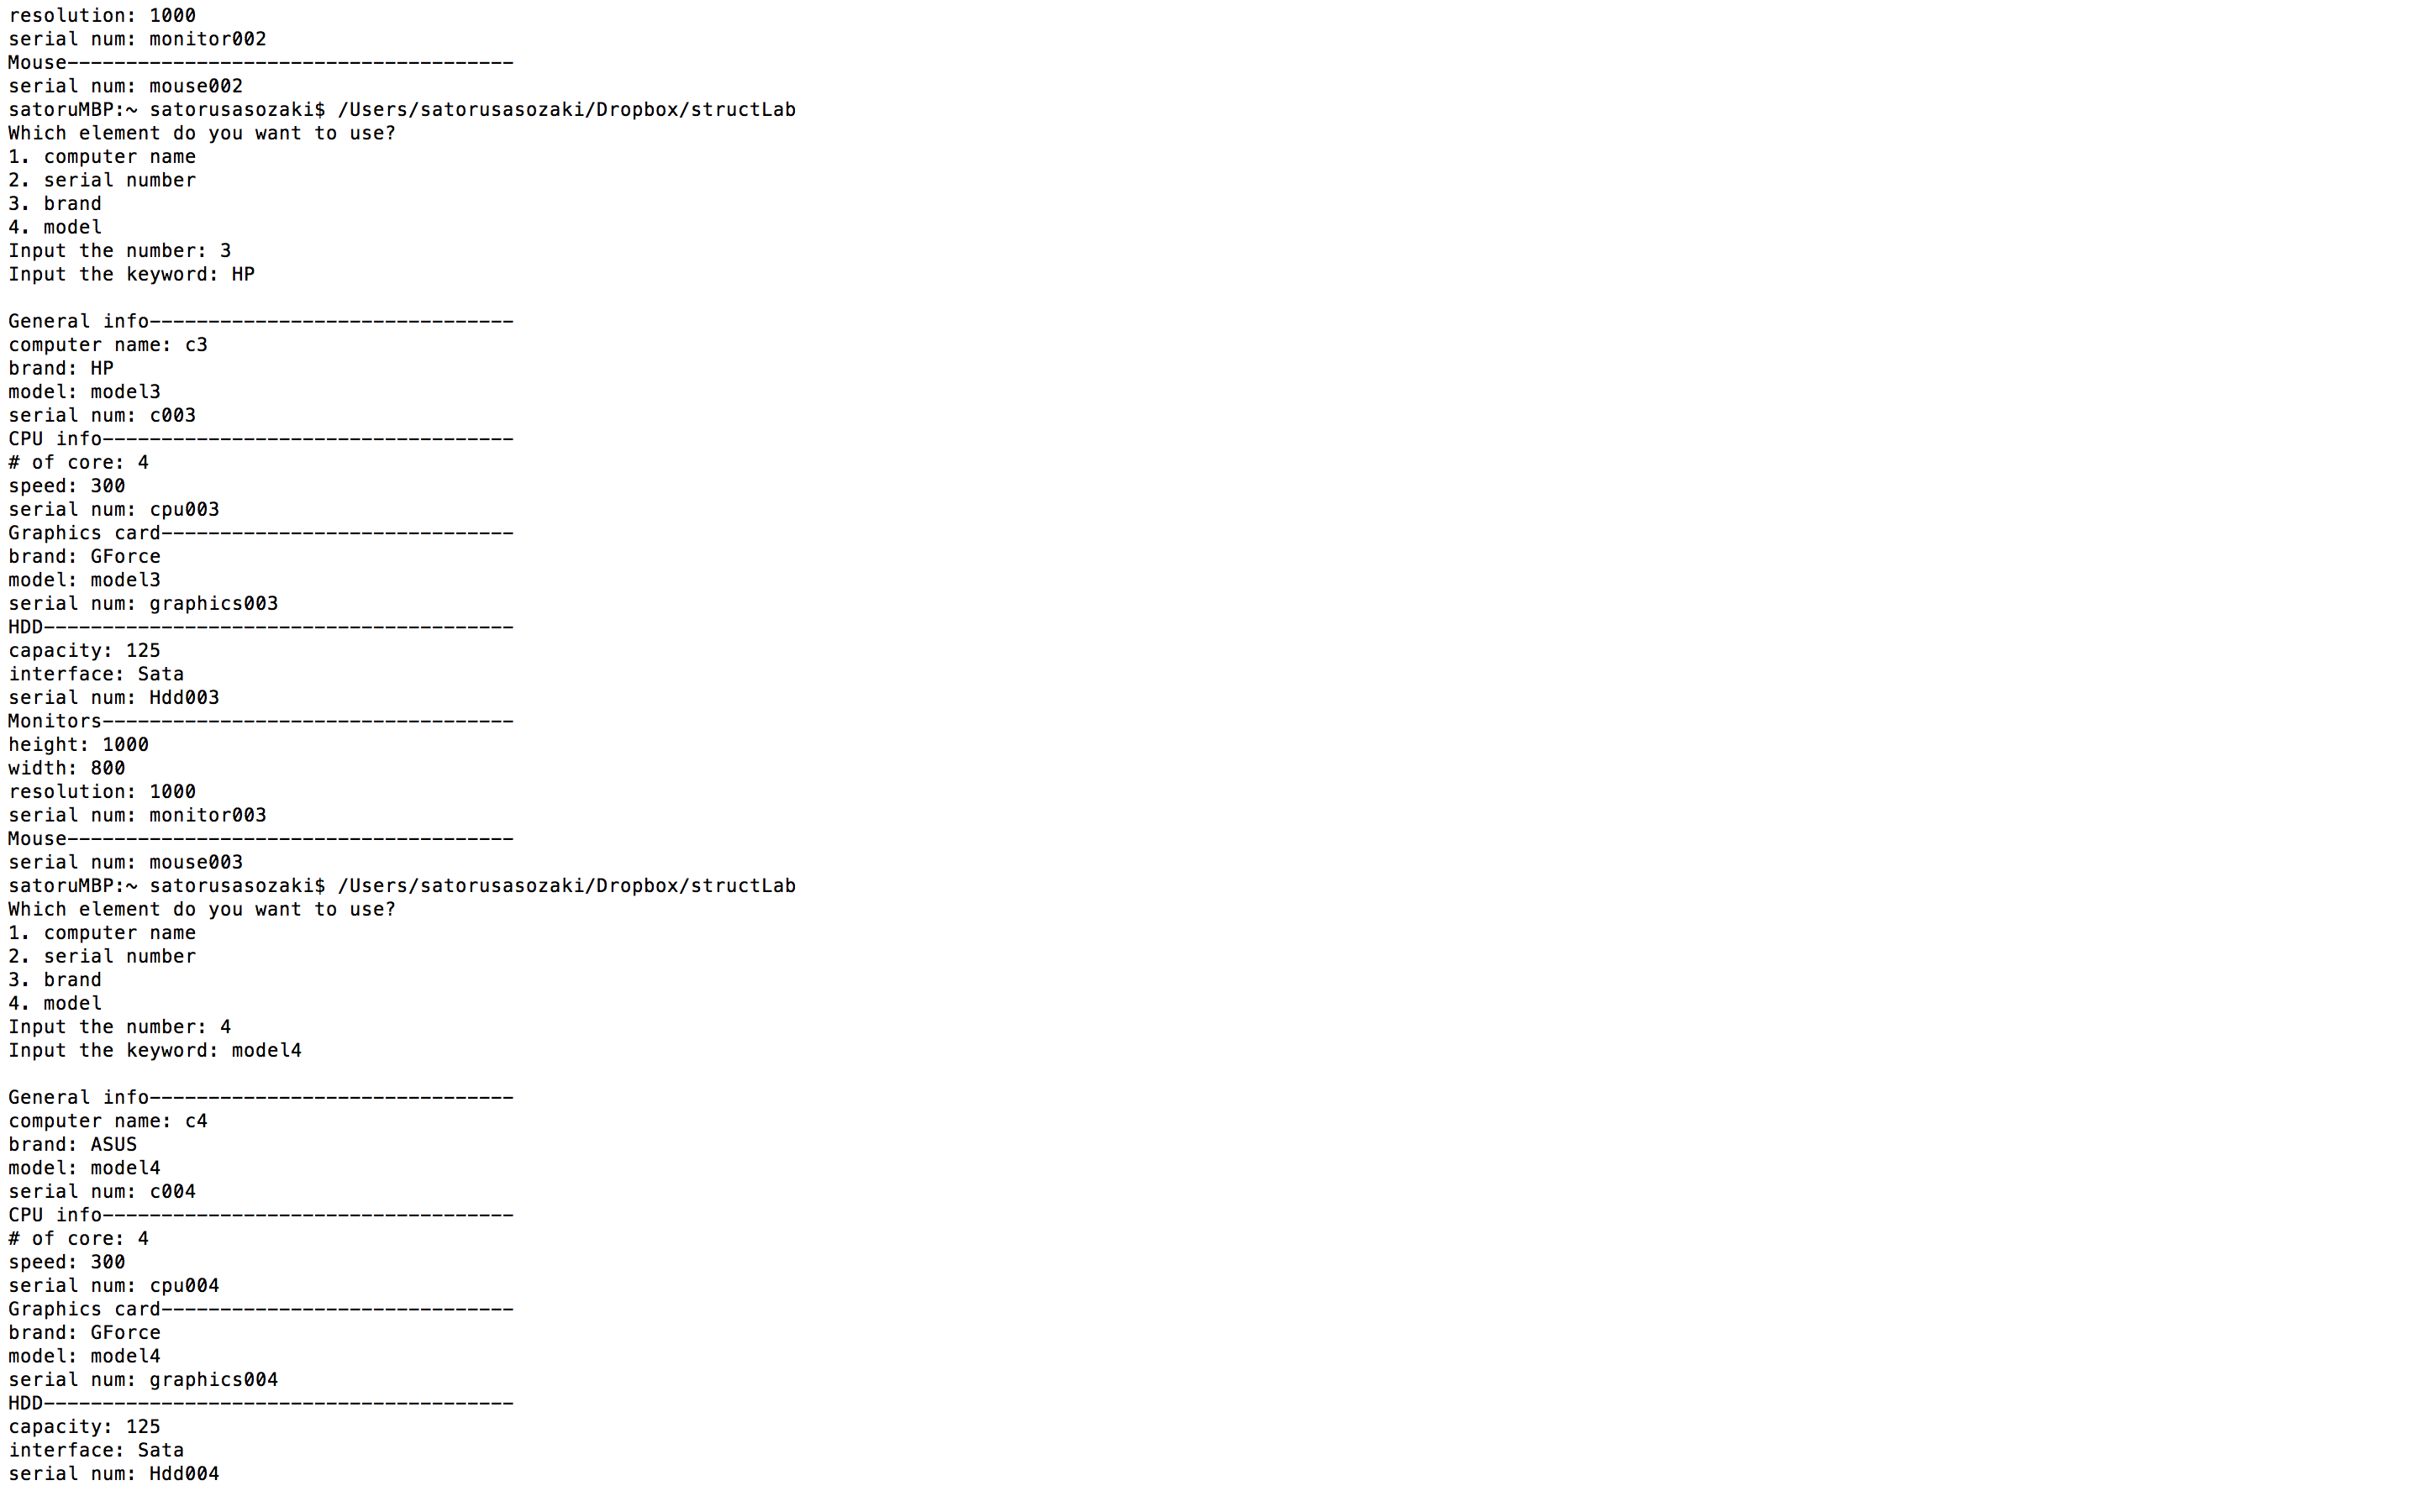 resolution: 1000
serial num: monitor002
Mouse--------------------------------------
serial num: mouse002
satoruMBP:~ satorusasozaki$ /Users/satorusasozaki/Dropbox/structLab
Which element do you want to use?
1. computer name
2. serial number
3. brand
4. model
Input the number: 3
Input the keyword: HP

General info-------------------------------
computer name: c3
brand: HP
model: model3
serial num: c003
CPU info-----------------------------------
# of core: 4
speed: 300
serial num: cpu003
Graphics card------------------------------
brand: GForce
model: model3
serial num: graphics003
HDD----------------------------------------
capacity: 125
interface: Sata
serial num: Hdd003
Monitors-----------------------------------
height: 1000
width: 800
resolution: 1000
serial num: monitor003
Mouse--------------------------------------
serial num: mouse003
satoruMBP:~ satorusasozaki$ /Users/satorusasozaki/Dropbox/structLab
Which element do you want to use?
1. computer name
2. serial number
3. brand
4. model
Input the number: 4
Input the keyword: model4

General info-------------------------------
computer name: c4
brand: ASUS
model: model4
serial num: c004
CPU info-----------------------------------
# of core: 4
speed: 300
serial num: cpu004
Graphics card------------------------------
brand: GForce
model: model4
serial num: graphics004
HDD----------------------------------------
capacity: 125
interface: Sata
serial num: Hdd004